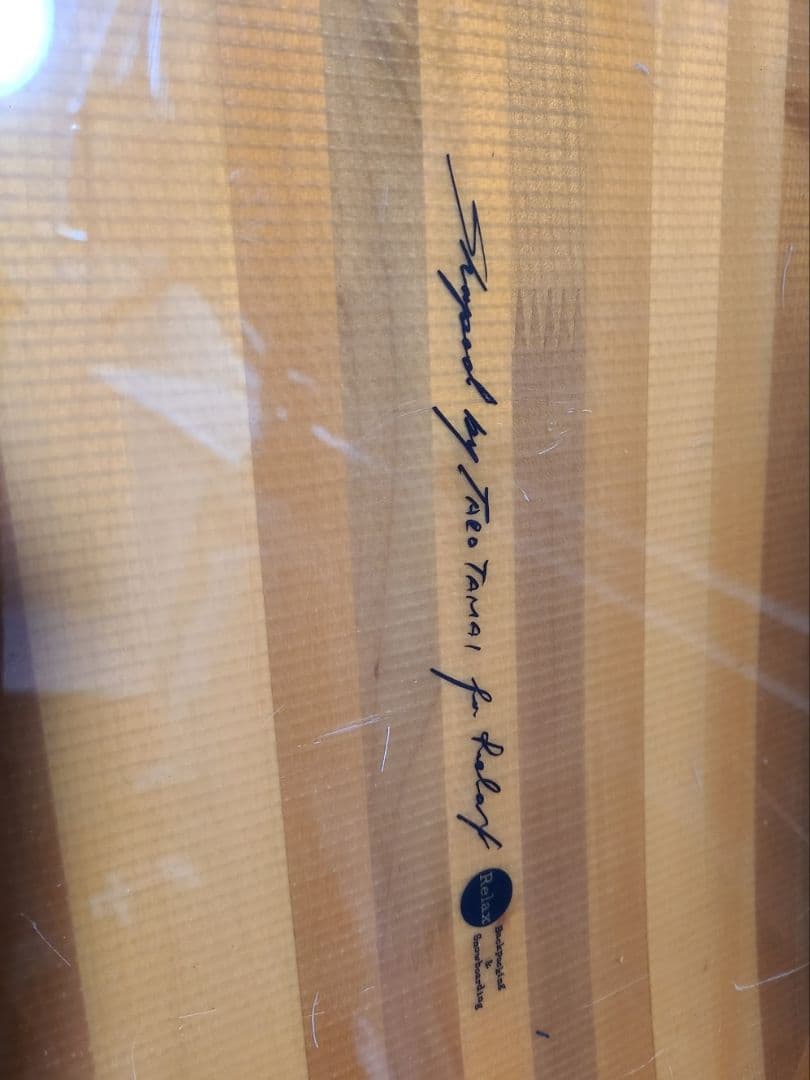 Shaped by TARO TAMAI for Relax
Relax
Backpacking
&
Snowboarding